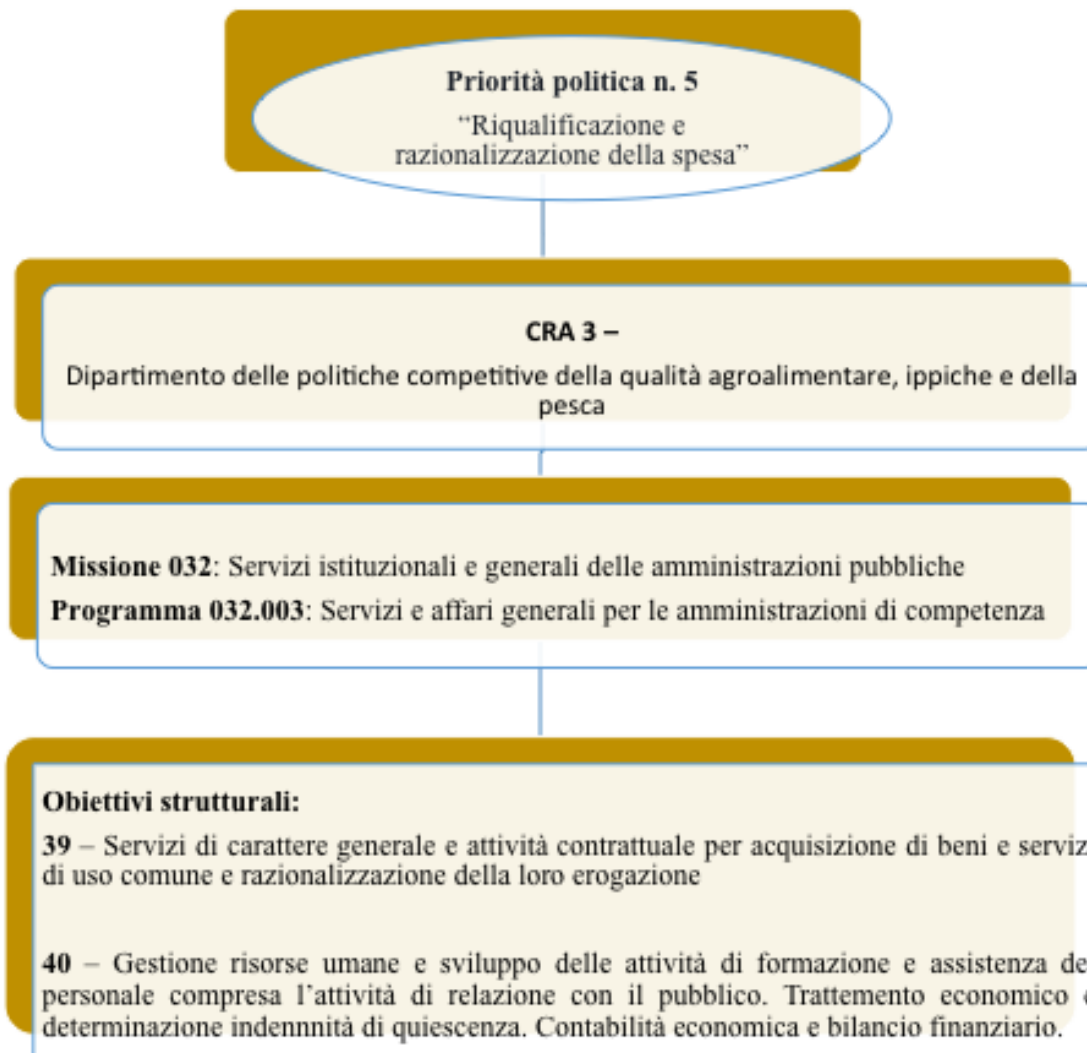 Priorità politica n. 5
“Riqualificazione e
razionalizzazione della spesa”
CRA 3 –
Dipartimento delle politiche competitive della qualità agroalimentare, ippiche e della
pesca
Missione 032: Servizi istituzionali e generali delle amministrazioni pubbliche
Programma 032.003: Servizi e affari generali per le amministrazioni di competenza
Obiettivi strutturali:
39 – Servizi di carattere generale e attività contrattuale per acquisizione di beni e servizi
di uso comune e razionalizzazione della loro erogazione
40 – Gestione risorse umane e sviluppo delle attività di formazione e assistenza de
personale compresa l’attività di relazione con il pubblico. Trattemento economico e
determinazione indennnità di quiescenza. Contabilità economica e bilancio finanziario.